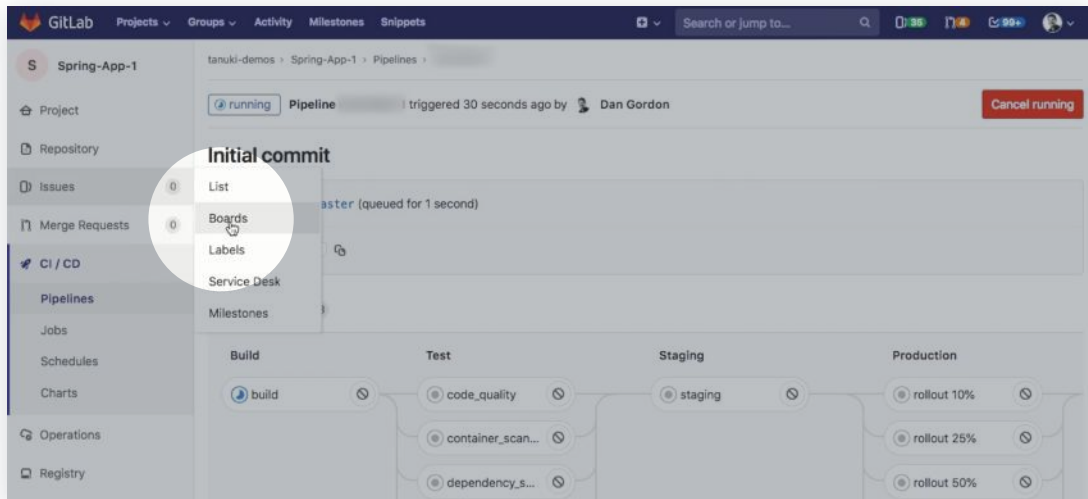 GitLab Projects Groups Activity Milestones Snippets Search or jump to... 35 4 99+
S Spring-App-1
tanuki-demos › Spring-App-1 › Pipelines ›
Project
running Pipeline triggered 30 seconds ago by Dan Gordon Cancel running
Repository
Initial commit
Issues 0
List
aster (queued for 1 second)
Merge Requests 0
Boards
Labels
CI / CD
Service Desk
Pipelines
Milestones
Jobs
Schedules
Charts
Build Test Staging Production
build code_quality staging rollout 10%
Operations
container_scan... rollout 25%
Registry
dependency_s... rollout 50%